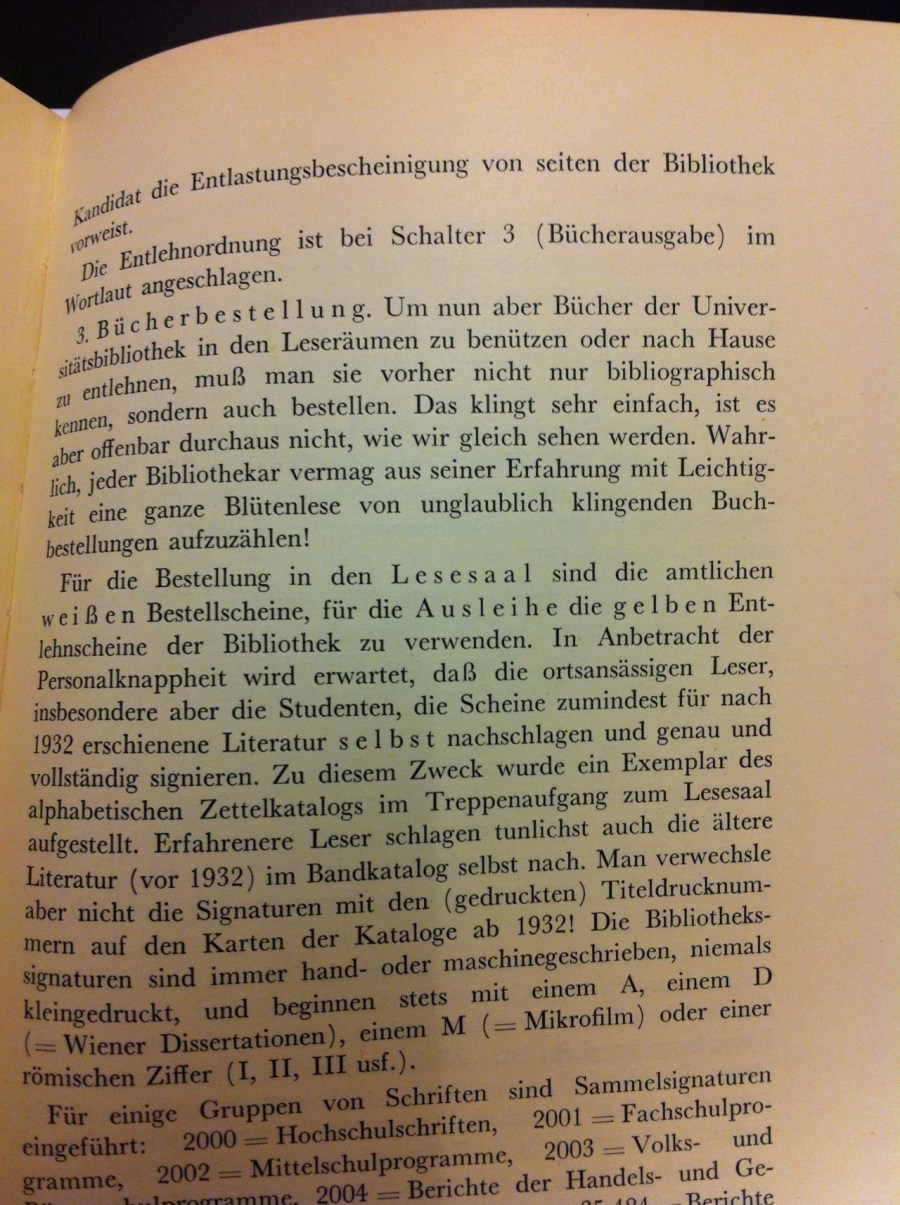 Kandidat die Entlastungsbescheinigung von seiten der Bibliothek
vorweist.
Die Entlehnordnung ist bei Schalter 3 (Bücherausgabe) im
Wortlaut angeschlagen.
3. Bücherbestellung. Um nun aber Bücher der Univer-
sitätsbibliothek in den Leseräumen zu benützen oder nach Hause
zu entlehnen, muß man sie vorher nicht nur bibliographisch
kennen, sondern auch bestellen. Das klingt sehr einfach, ist es
aber offenbar durchaus nicht, wie wir gleich sehen werden. Wahr-
lich, jeder Bibliothekar vermag aus seiner Erfahrung mit Leichtig-
keit eine ganze Blütenlese von unglaublich klingenden Buch-
bestellungen aufzuzählen!
Für die Bestellung in den Lesesaal sind die amtlichen
weißen Bestellscheine, für die Ausleihe die gelben Ent-
lehnscheine der Bibliothek zu verwenden. In Anbetracht der
Personalknappheit wird erwartet, daß die ortsansässigen Leser,
insbesondere aber die Studenten, die Scheine zumindest für nach
1932 erschienene Literatur selbst nachschlagen und genau und
vollständig signieren. Zu diesem Zweck wurde ein Exemplar des
alphabetischen Zettelkatalogs im Treppenaufgang zum Lesesaal
aufgestellt. Erfahrenere Leser schlagen tunlichst auch die ältere
Literatur (vor 1932) im Bandkatalog selbst nach. Man verwechsle
aber nicht die Signaturen mit den (gedruckten) Titeldrucknum-
mern auf den Karten der Kataloge ab 1932! Die Bibliotheks-
signaturen sind immer hand- oder maschinegeschrieben, niemals
kleingedruckt, und beginnen stets mit einem A, einem D
(= Wiener Dissertationen), einem M (= Mikrofilm) oder einer
römischen Ziffer (I, II, III usf.).
Für einige Gruppen von Schriften sind Sammelsignaturen
eingeführt: 2000 = Hochschulschriften, 2001 = Fachschulpro-
gramme, 2002 = Mittelschulprogramme, 2003 = Volks- und
2004 = Berichte der Handels- und Ge-
= Berichte